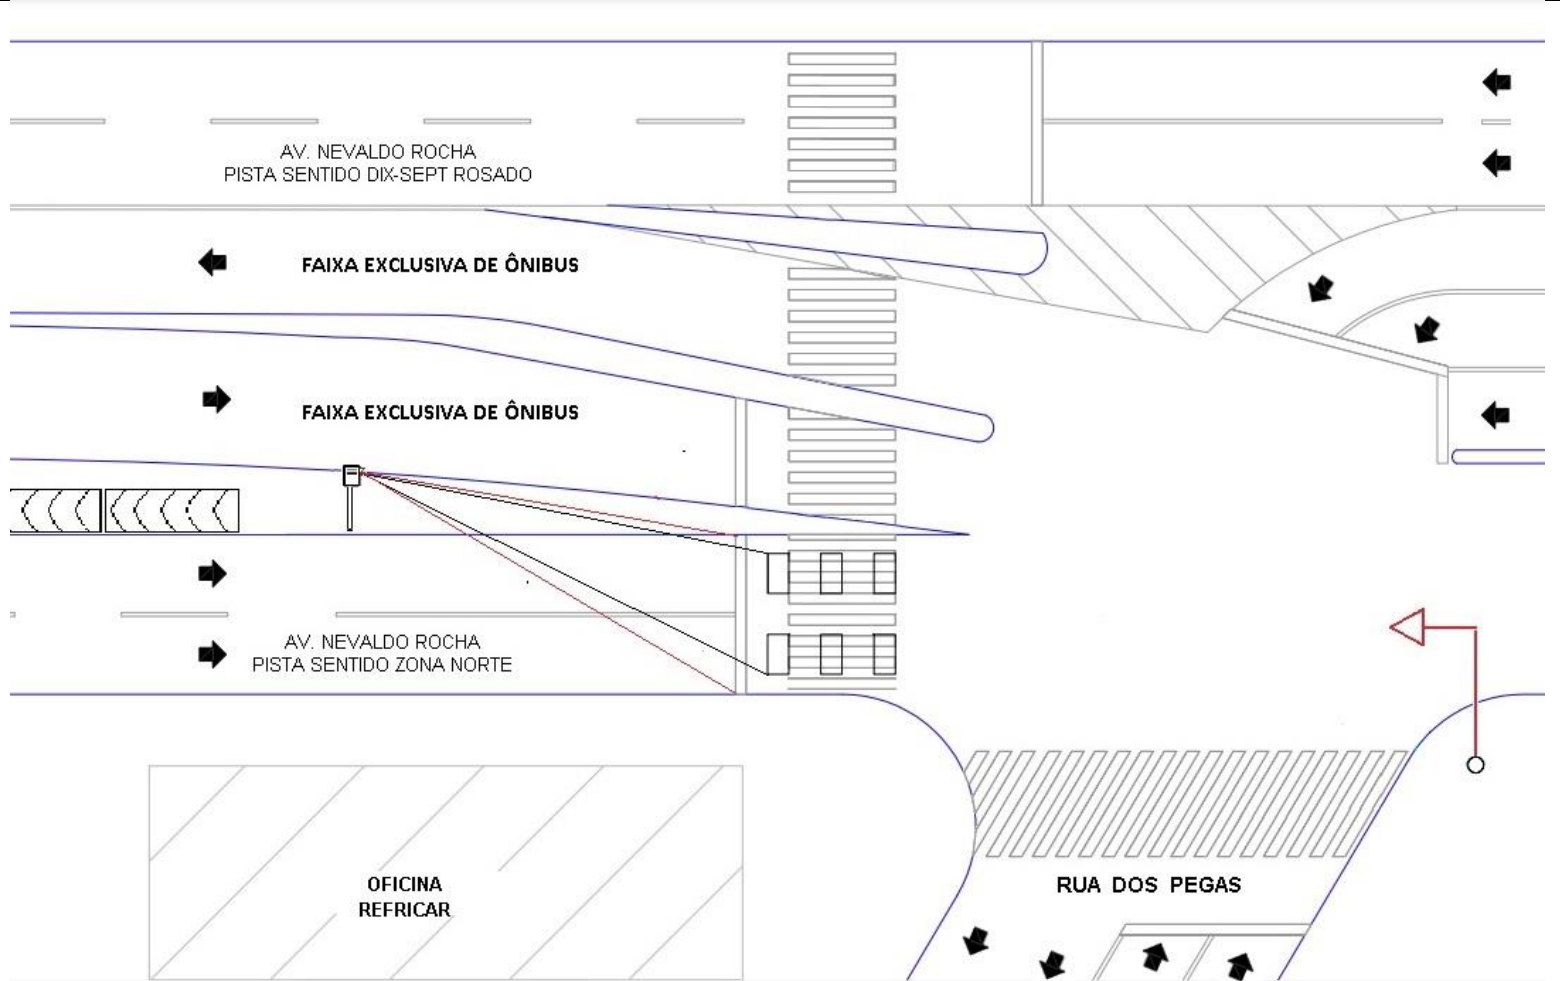 AV. NEVALDO ROCHA
PISTA SENTIDO DIX-SEPT ROSADO
FAIXA EXCLUSIVA DE ÔNIBUS
FAIXA EXCLUSIVA DE ÔNIBUS
AV. NEVALDO ROCHA
PISTA SENTIDO ZONA NORTE
OFICINA
REFRICAR
RUA DOS PEGAS